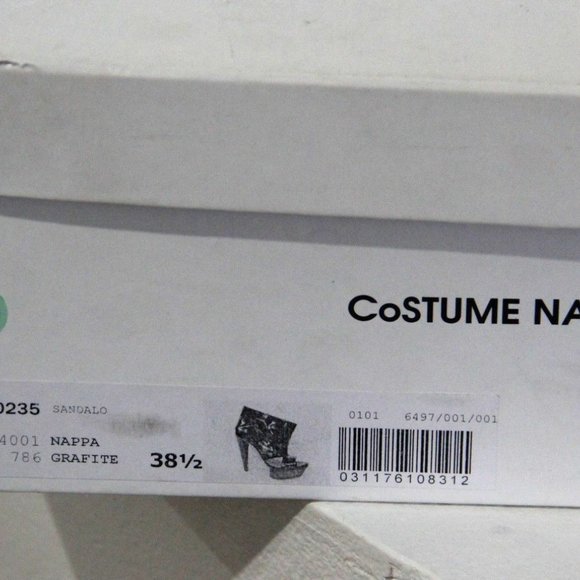 CoSTUME NA
0235 SANDALO
4001 NAPPA
786 GRAFITE 38½
0101 6497/001/001
031176108312